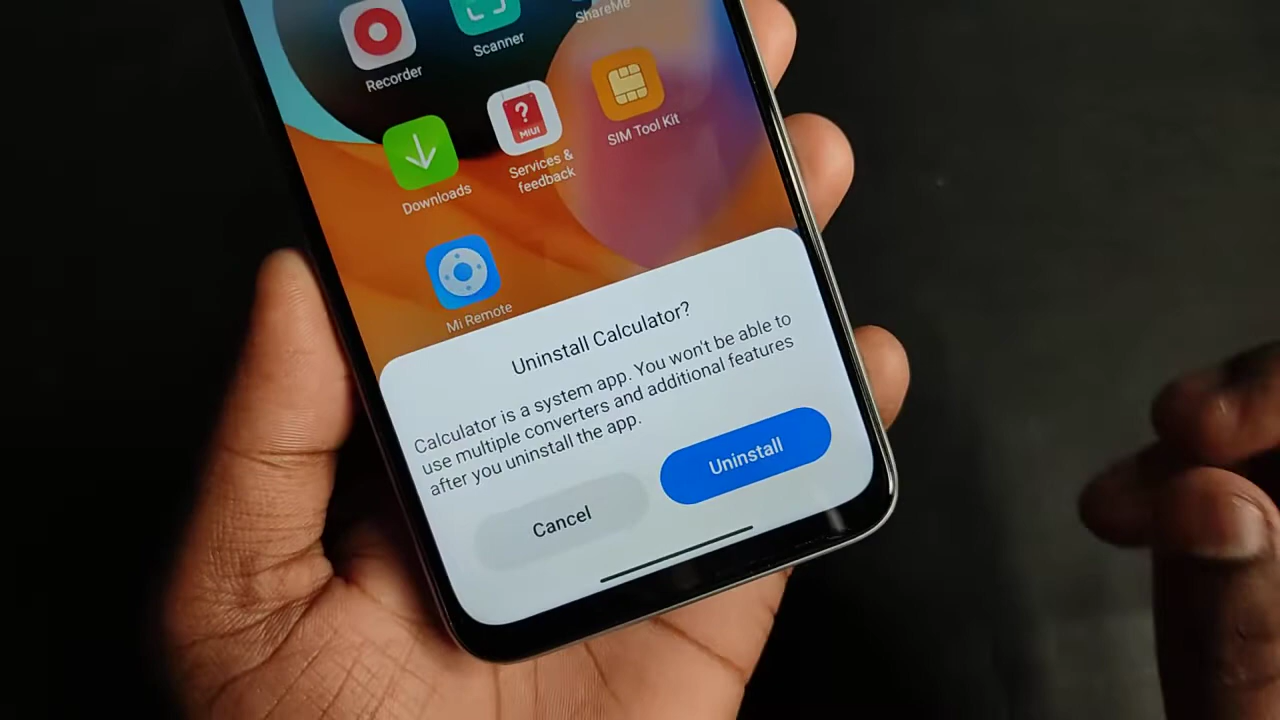 ShareMe
Scanner
Recorder
?
MIUI
SIM Tool Kit
Services &
feedback
Downloads
Mi Remote
Uninstall Calculator?
Calculator is a system app. You won't be able to
use multiple converters and additional features
after you uninstall the app.
Cancel
Uninstall